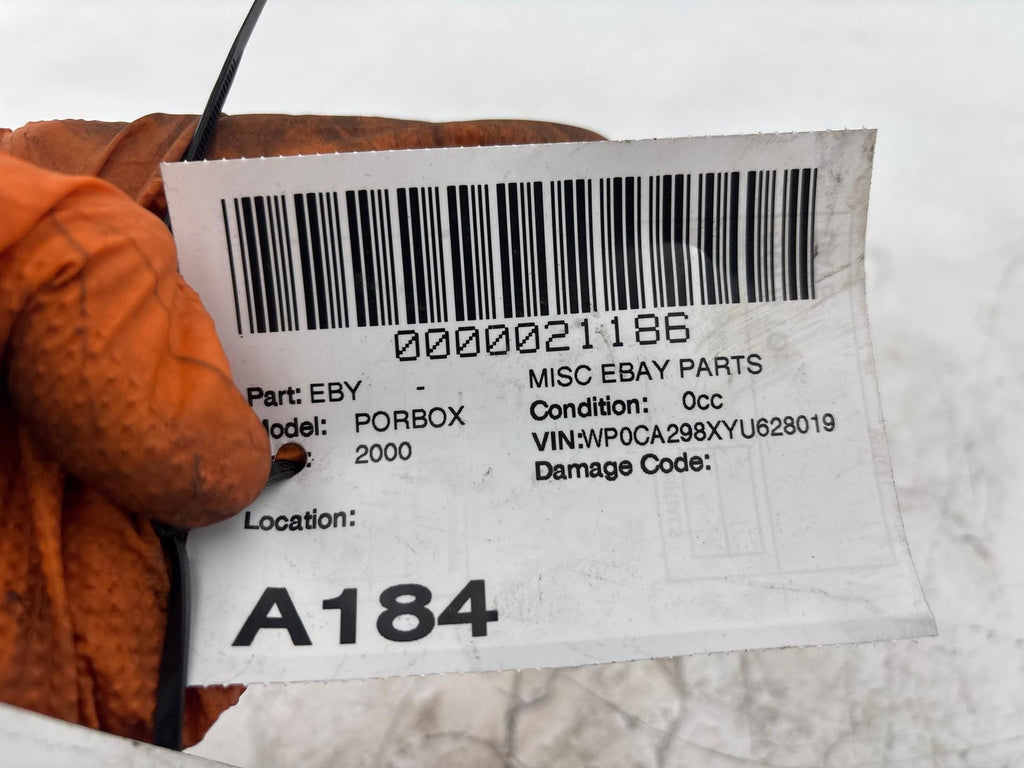 0000021186
Part: EBY - MISC EBAY PARTS
Model: PORBOX Condition: 0cc
2000 VIN:WP0CA298XYU628019
Damage Code:
Location:
A184